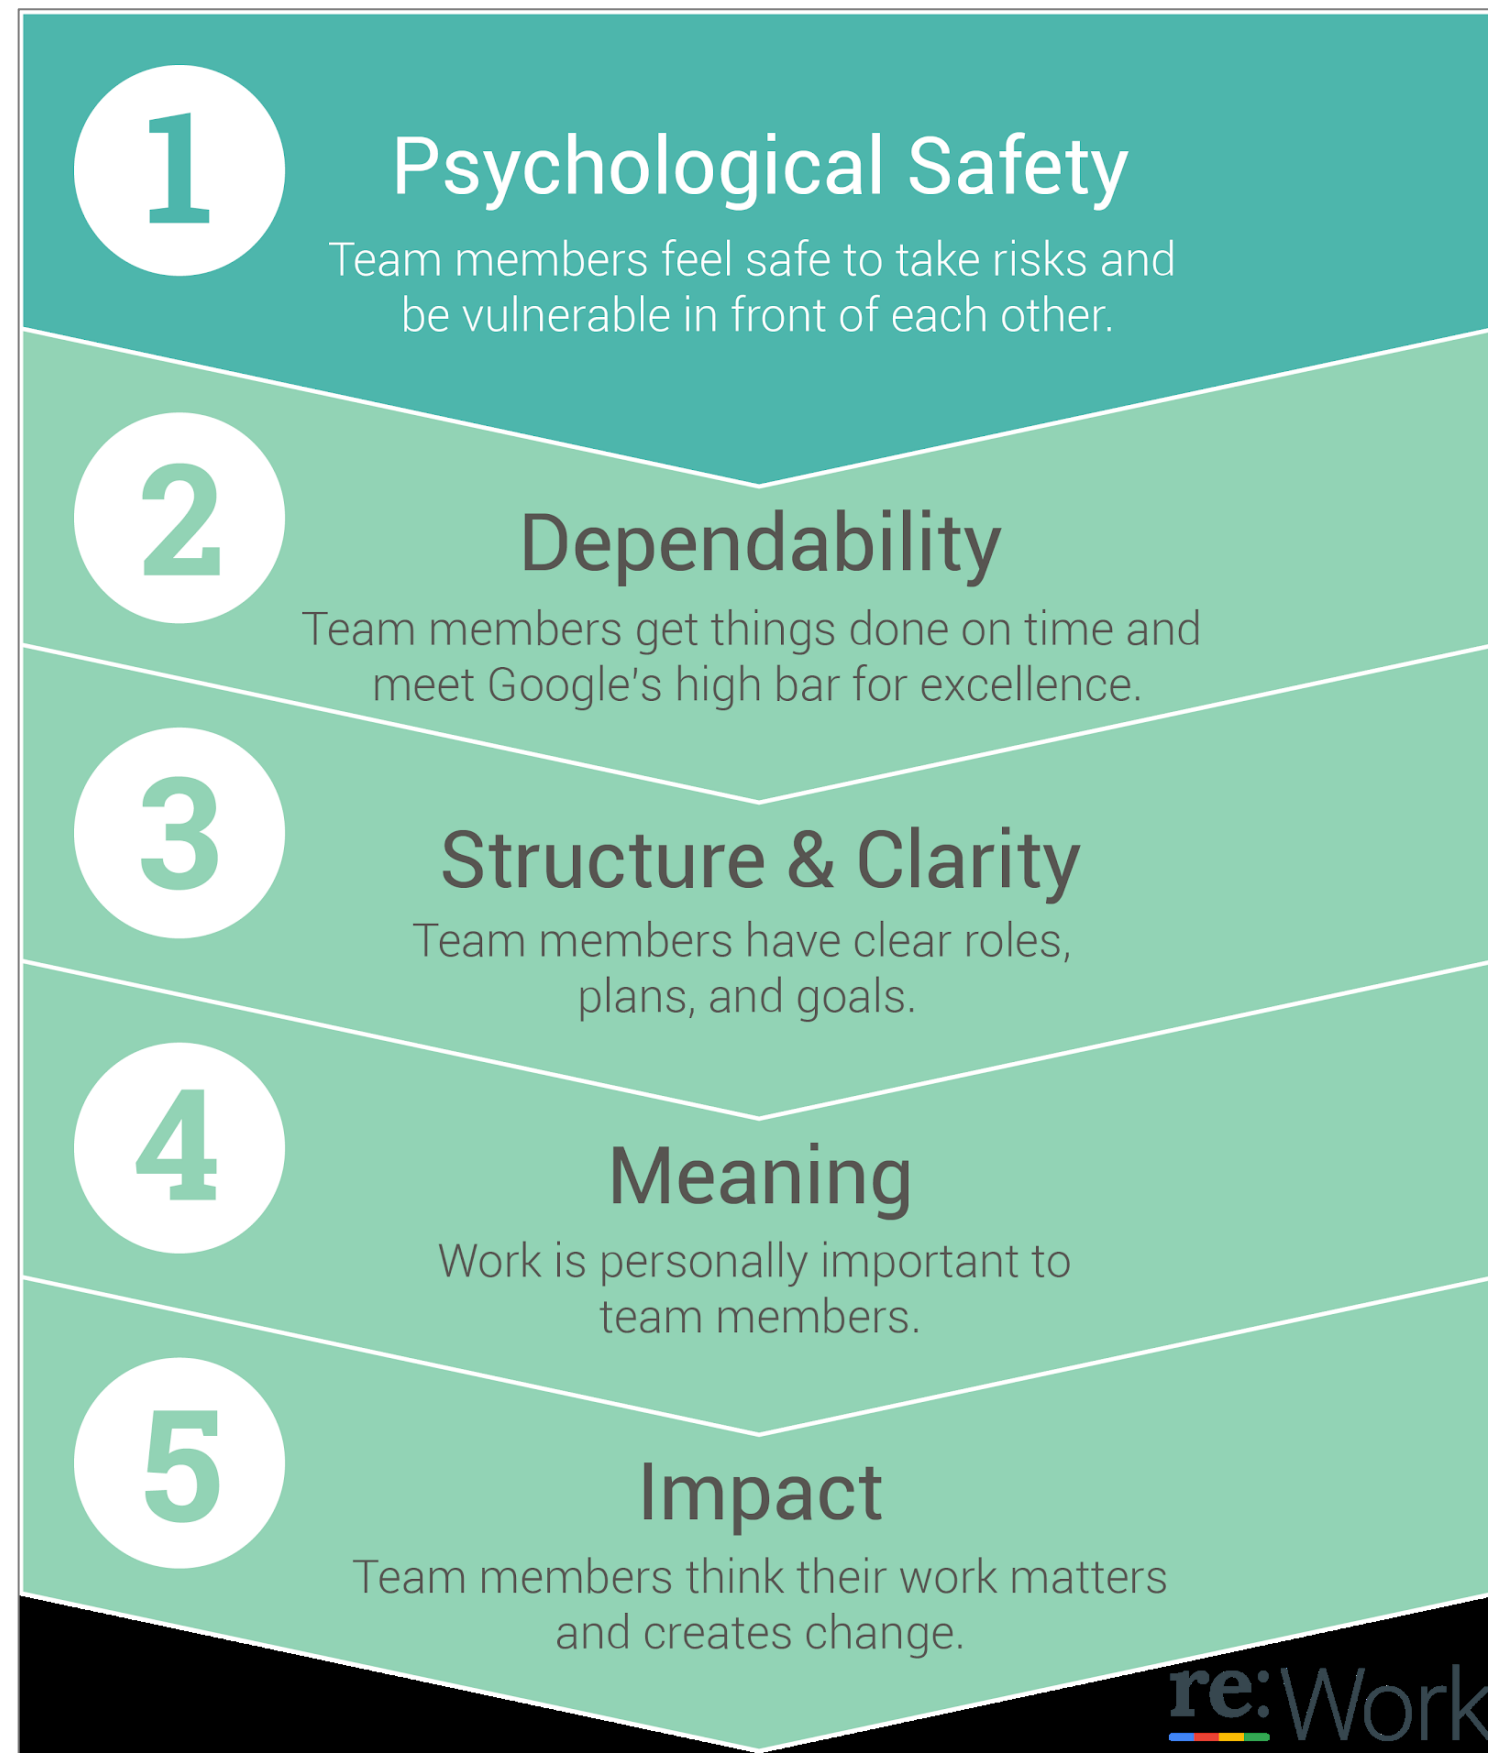 1
Psychological Safety
Team members feel safe to take risks and
be vulnerable in front of each other.
2
Dependability
Team members get things done on time and
meet Google's high bar for excellence.
3
Structure & Clarity
Team members have clear roles,
plans, and goals.
4
Meaning
Work is personally important to
team members.
5
Impact
Team members think their work matters
and creates change.
re:Work